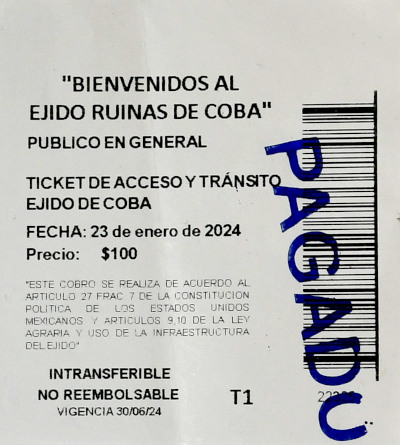 "BIENVENIDOS AL
EJIDO RUINAS DE COBA"
PUBLICO EN GENERAL
TICKET DE ACCESO Y TRÁNSITO
EJIDO DE COBA
FECHA: 23 de enero de 2024
Precio: $100
"ESTE COBRO SE REALIZA DE ACUERDO AL
ARTICULO 27 FRAC 7 DE LA CONSTITUCION
POLITICA DE LOS ESTADOS UNIDOS
MEXICANOS Y ARTICULOS 9,10 DE LA LEY
AGRARIA Y USO DE LA INFRAESTRUCTURA
DEL EJIDO"
INTRANSFERIBLE
NO REEMBOLSABLE
VIGENCIA 30/06/24
T1
PAGADO